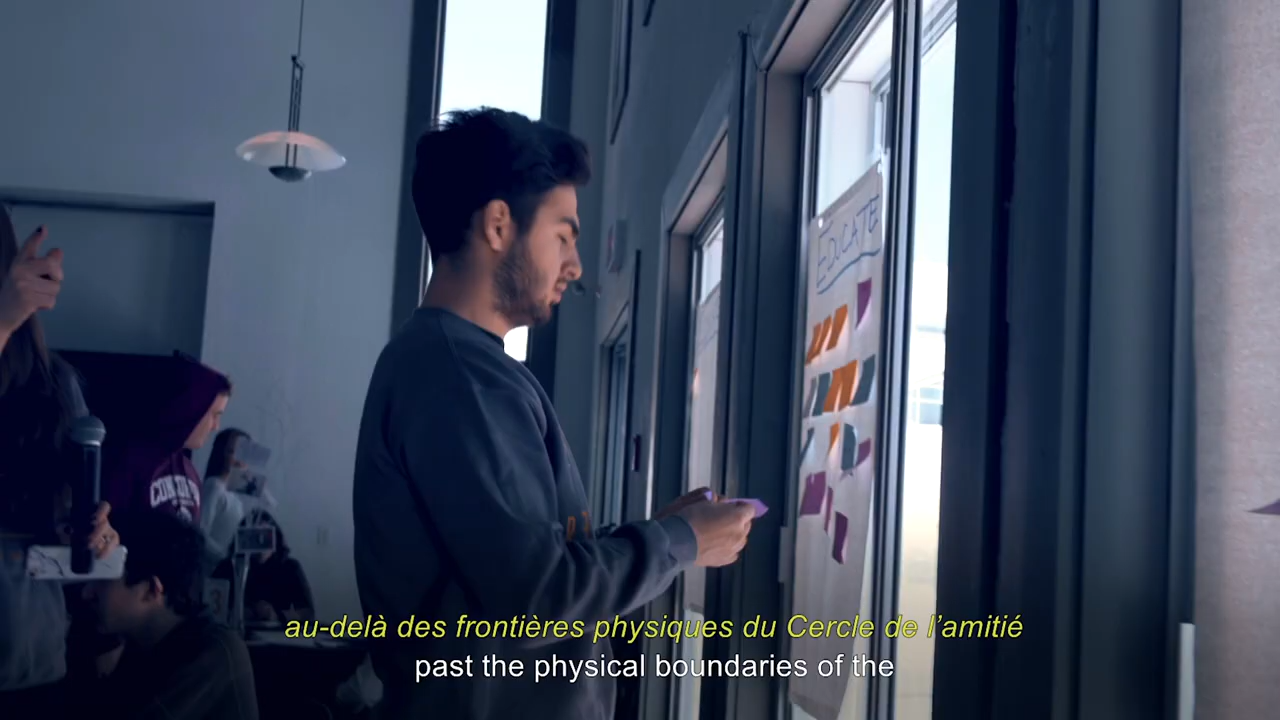 EDUCATE
au-delà des frontières physiques du Cercle de l'amitié
past the physical boundaries of the